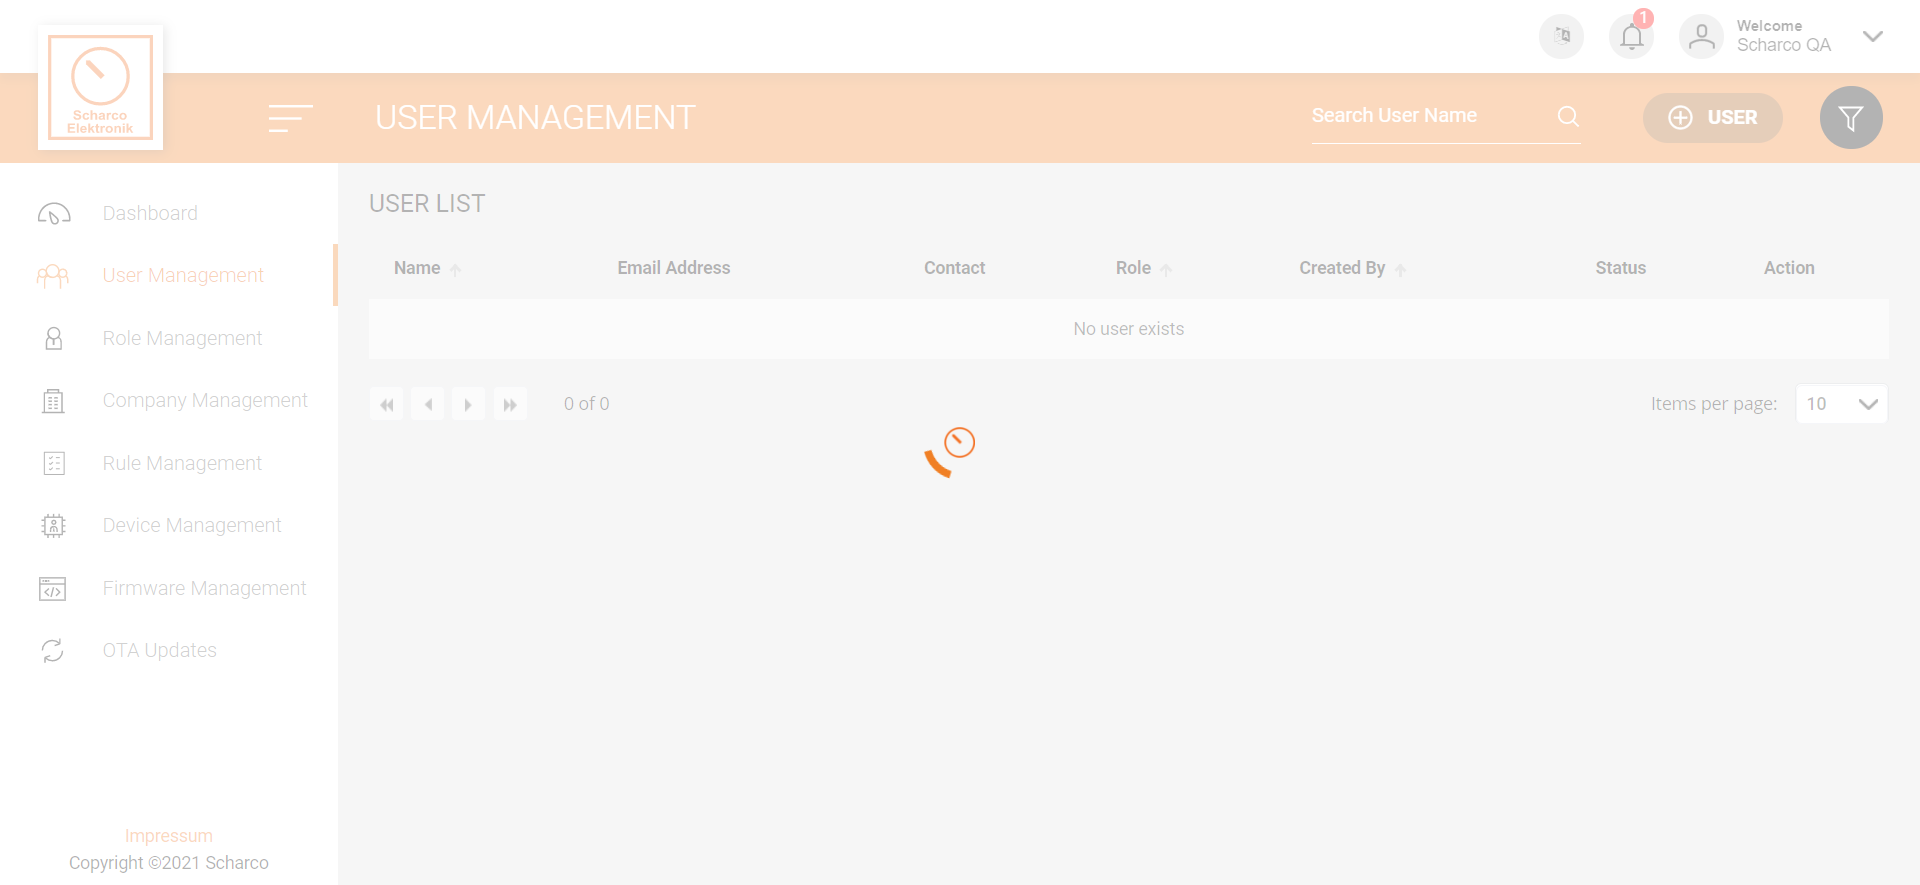 1
Welcome
Scharco QA
Scharco
Elektronik
USER MANAGEMENT
Search User Name
USER
Dashboard
User Management
Role Management
Company Management
Rule Management
Device Management
Firmware Management
OTA Updates
Impressum
Copyright ©2021 Scharco
USER LIST
Name Email Address Contact Role Created By Status Action
No user exists
0 of 0
Items per page: 10